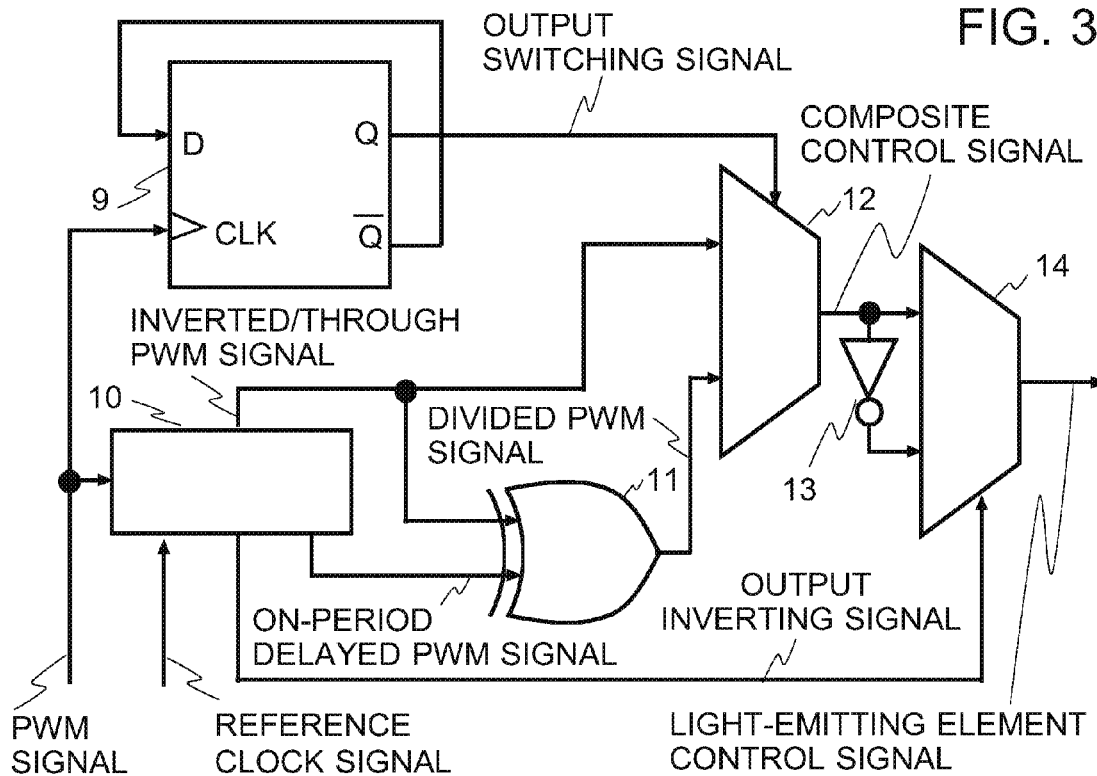 FIG. 3
OUTPUT
SWITCHING SIGNAL
COMPOSITE
CONTROL SIGNAL
D
Q
9
CLK
Q̅
12
14
INVERTED/THROUGH
PWM SIGNAL
10
DIVIDED PWM
SIGNAL
11
13
ON-PERIOD
DELAYED PWM SIGNAL
OUTPUT
INVERTING SIGNAL
PWM
SIGNAL
REFERENCE
CLOCK SIGNAL
LIGHT-EMITTING ELEMENT
CONTROL SIGNAL